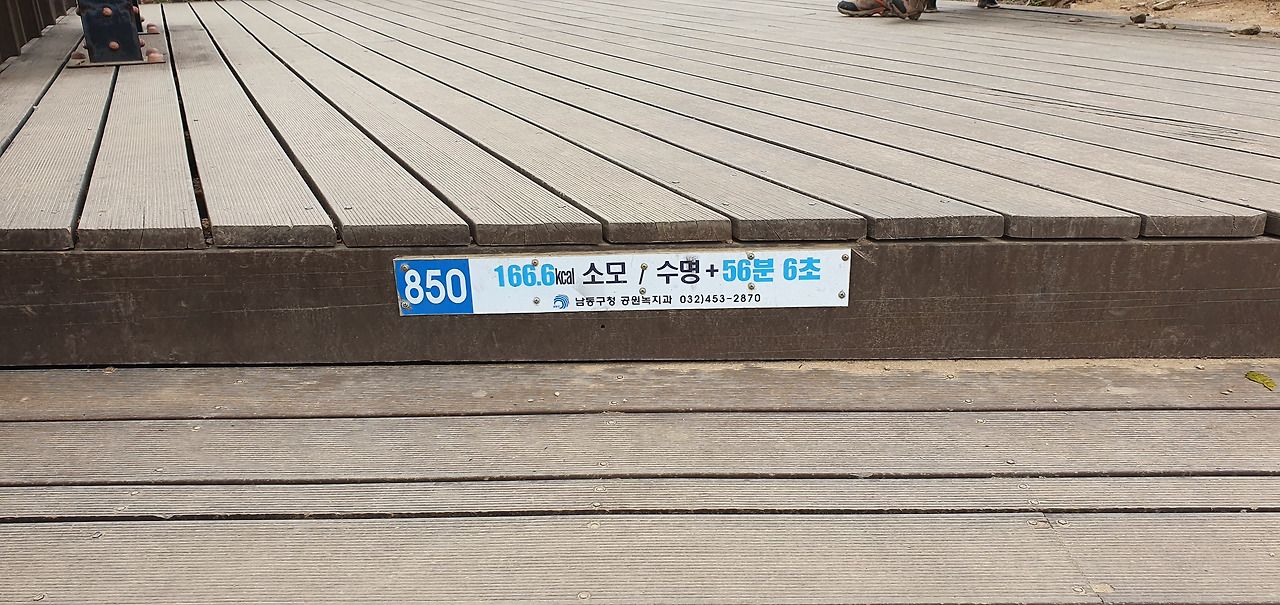 850 166.6kcal 소모 / 수명+56분 6초
남동구청 공원녹지과 032)453-2870